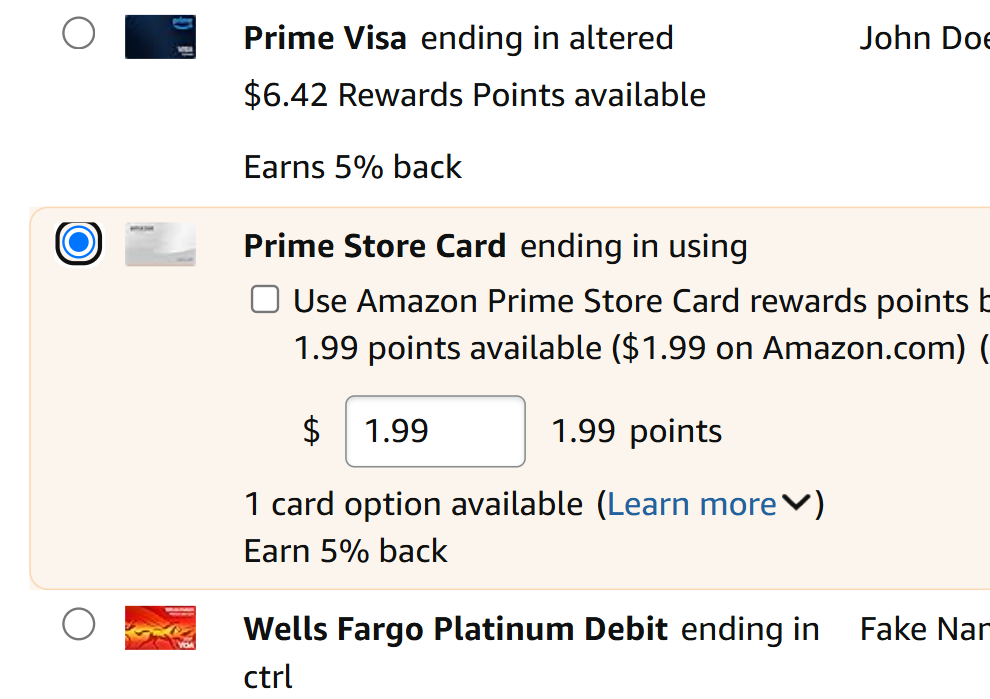 Prime Visa ending in altered John Doe
$6.42 Rewards Points available
Earns 5% back
Prime Store Card ending in using
Use Amazon Prime Store Card rewards points
1.99 points available ($1.99 on Amazon.com) (
$ 1.99 1.99 points
1 card option available (Learn more)
Earn 5% back
Wells Fargo Platinum Debit ending in Fake
ctrl